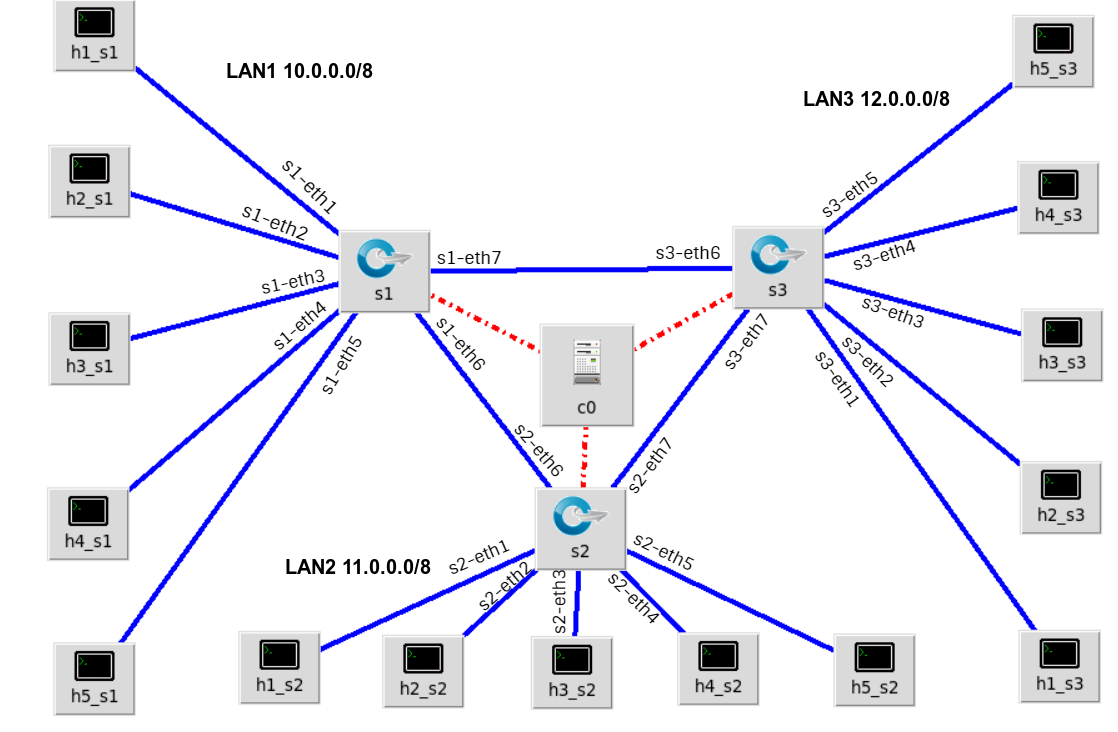 h1_s1
LAN1 10.0.0.0/8
h5_s3
LAN3 12.0.0.0/8
h2_s1
s1-eth1
s1-eth2
s3-eth5
h4_s3
s3-eth4
s1-eth7
s3-eth6
s1
s3
s1-eth3
s1-eth4
s1-eth5
h3_s1
s1-eth6
s3-eth7
s3-eth3
s3-eth2
s3-eth1
h3_s3
c0
s2-eth6
s2-eth7
h4_s1
h2_s3
s2
LAN2 11.0.0.0/8
s2-eth1
s2-eth2
s2-eth3
s2-eth4
s2-eth5
h5_s1
h1_s2
h2_s2
h3_s2
h4_s2
h5_s2
h1_s3